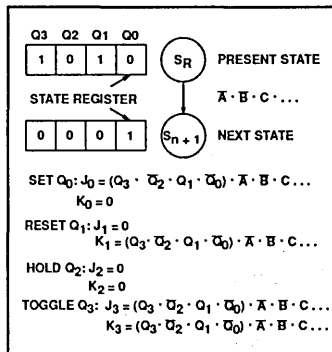 Q3 Q2 Q1 Q0
1 0 1 0
S_R
PRESENT STATE
STATE REGISTER
A̅ · B̅ · C · . . .
0 0 0 1
S_{n + 1}
NEXT STATE
SET Q₀: J₀ = (Q₃ · Q̅₂ · Q₁ · Q̅₀) · A̅ · B̅ · C . . .
K₀ = 0
RESET Q₁: J₁ = 0
K₁ = (Q₃ · Q̅₂ · Q₁ · Q̅₀) · A̅ · B̅ · C . . .
HOLD Q₂: J₂ = 0
K₂ = 0
TOGGLE Q₃: J₃ = (Q₃ · Q̅₂ · Q₁ · Q̅₀) · A̅ · B̅ · C . . .
K₃ = (Q₃ · Q̅₂ · Q₁ · Q̅₀) · A̅ · B̅ · C . . .